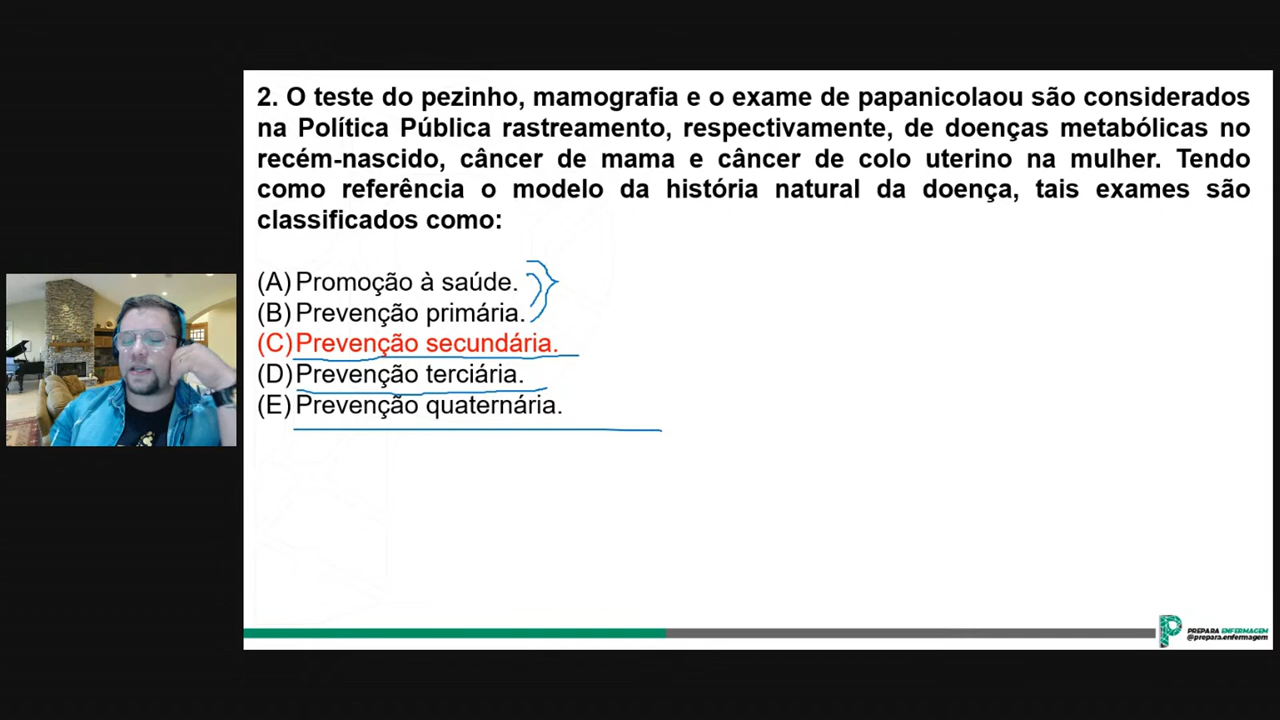 2. O teste do pezinho, mamografia e o exame de papanicolaou são considerados
na Política Pública rastreamento, respectivamente, de doenças metabólicas no
recém-nascido, câncer de mama e câncer de colo uterino na mulher. Tendo
como referência o modelo da história natural da doença, tais exames são
classificados como:
(A) Promoção à saúde.
(B) Prevenção primária.
(C) Prevenção secundária.
(D) Prevenção terciária.
(E) Prevenção quaternária.
PREPARA ENFERMAGEM
@prepara.enfermagem